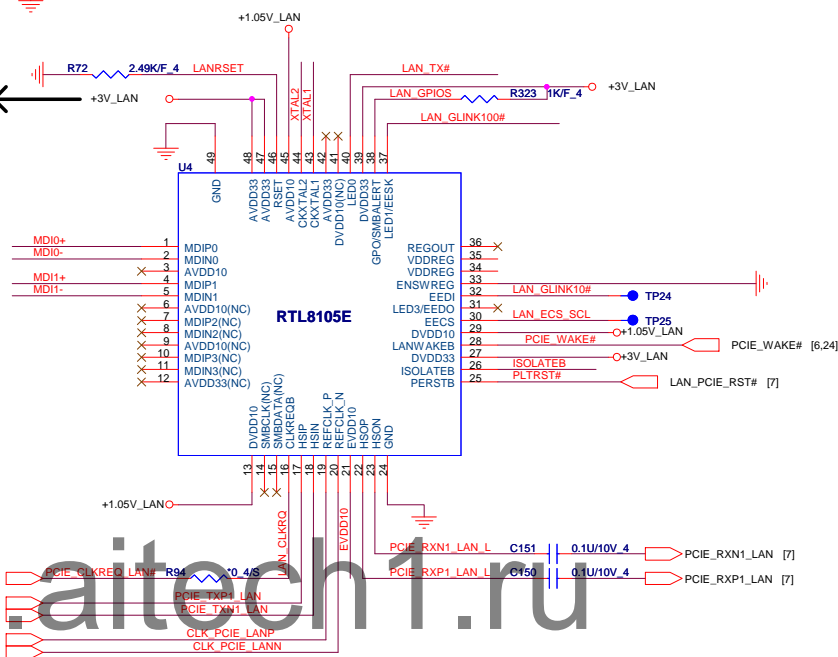 +1.05V_LAN
R72 2.49K/F_4 LANRSET LAN_TX#
+3V_LAN XTAL2 XTAL1 LAN_GPIOS R323 1K/F_4 +3V_LAN
LAN_GLINK100#
49 48 47 46 45 44 43 42 41 40 39 38 37
U4
GND AVDD33 AVDD33 RSET AVDD10 CKXTAL2 CKXTAL1 AVDD33 DVDD10(NC) LED0 DVDD33 GPO/SMBALERT LED1/EESK
MDI0+ 1 MDIP0 REGOUT 36
MDI0- 2 MDIN0 VDDREG 35
3 AVDD10 VDDREG 34
MDI1+ 4 MDIP1 ENSWREG 33
MDI1- 5 MDIN1 EEDI 32 LAN_GLINK10# TP24
6 AVDD10(NC) LED3/EEDO 31
7 MDIP2(NC) RTL8105E EECS 30 LAN_ECS_SCL TP25
8 MDIN2(NC) DVDD10 29 +1.05V_LAN
9 AVDD10(NC) LANWAKEB 28 PCIE_WAKE# PCIE_WAKE# [6,24]
10 MDIP3(NC) DVDD33 27 +3V_LAN
11 MDIN3(NC) ISOLATEB 26 ISOLATEB
12 AVDD33(NC) PERSTB 25 PLTRST# LAN_PCIE_RST# [7]
DVDD10 SMBCLK(NC) SMBDATA(NC) CLKREQB HSIP HSIN REFCLK_P REFCLK_N EVDD10 HSOP HSON GND
13 14 15 16 17 18 19 20 21 22 23 24
+1.05V_LAN
LAN_CLKRQ EVDD10
PCIE_RXN1_LAN_L C151 0.1U/10V_4 PCIE_RXN1_LAN [7]
PCIE_CLKREQ_LAN# R94 *0_4/S PCIE_RXP1_LAN_L C150 0.1U/10V_4 PCIE_RXP1_LAN [7]
PCIE_TXP1_LAN
PCIE_TXN1_LAN
.aitech1.ru
CLK_PCIE_LANP
CLK_PCIE_LANN